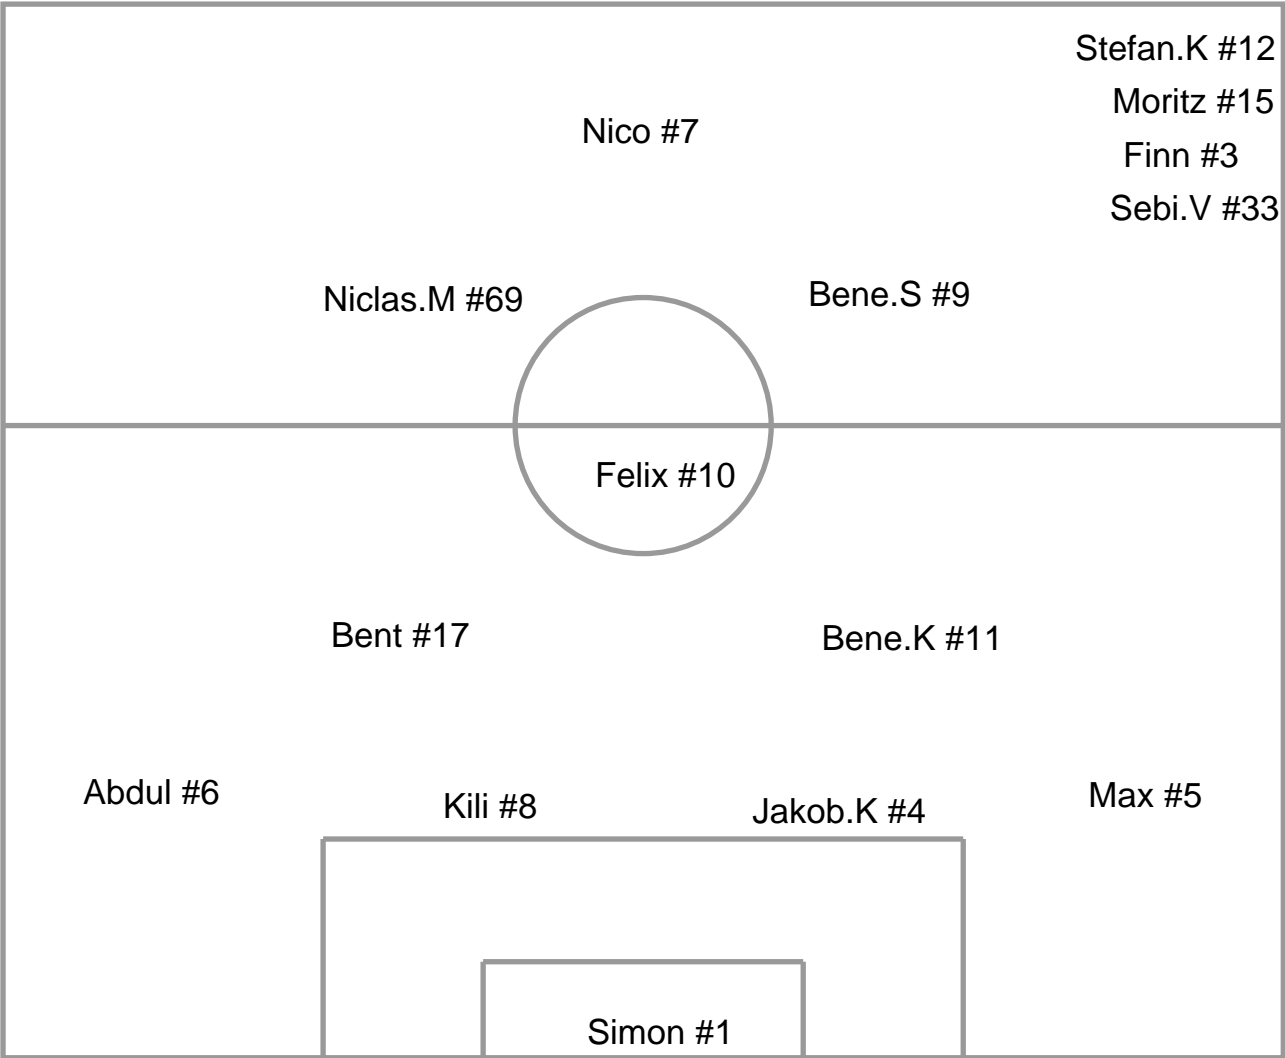 Stefan.K #12
Moritz #15
Nico #7
Finn #3
Sebi.V #33
Niclas.M #69
Bene.S #9
Felix #10
Bent #17
Bene.K #11
Abdul #6
Kili #8
Jakob.K #4
Max #5
Simon #1